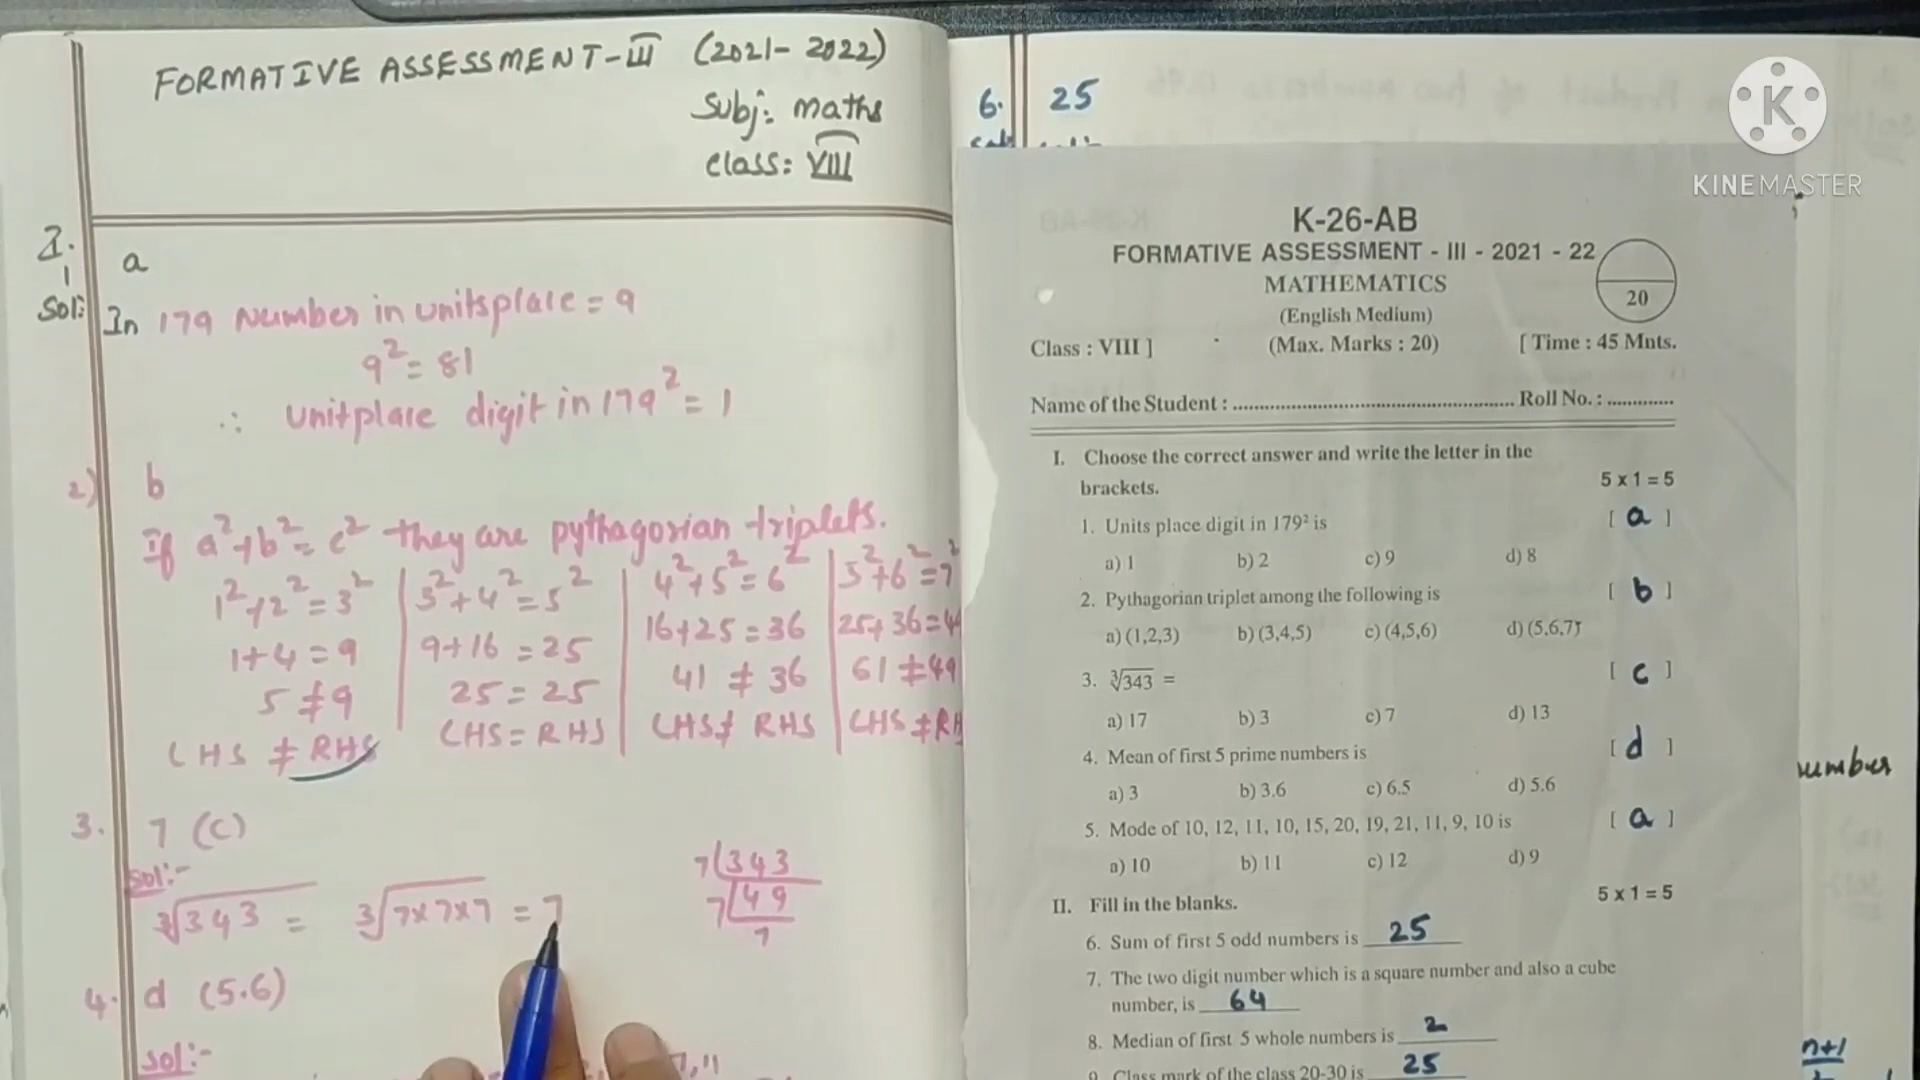 FORMATIVE ASSESSMENT-III (2021-2022)
Subj: maths
class: VIII
I.
1 a
Sol: In 179 Number in unitsplace = 9
9² = 81
∴ unitplace digit in 179² = 1
2) b
If a²+b²=c² they are pythagorian triplets.
1²+2²=3² | 3²+4²=5² | 4²+5²=6² | 5²+6²=7²
1+4=9 | 9+16=25 | 16+25=36 | 25+36=4
5≠9 | 25=25 | 41≠36 | 61≠49
LHS ≠ RHS | LHS=RHS | LHS≠ RHS | LHS ≠RH
3. 7 (c)
Sol:-
∛343 = ∛7×7×7 = 7
7 343
7 49
7
4. d (5.6)
Sol:-
7,11
6. 25
KINEMASTER
K-26-AB
FORMATIVE ASSESSMENT - III - 2021 - 22
20
MATHEMATICS
(English Medium)
Class : VIII ] (Max. Marks : 20) [ Time : 45 Mnts.
Name of the Student : .................................................. Roll No. : .............
I. Choose the correct answer and write the letter in the
brackets. 5 x 1 = 5
1. Units place digit in 179² is [ a ]
a) 1 b) 2 c) 9 d) 8
2. Pythagorian triplet among the following is [ b ]
a) (1,2,3) b) (3,4,5) c) (4,5,6) d) (5,6,7)
3. ∛343 = [ c ]
a) 17 b) 3 c) 7 d) 13
4. Mean of first 5 prime numbers is [ d ]
a) 3 b) 3.6 c) 6.5 d) 5.6
5. Mode of 10, 12, 11, 10, 15, 20, 19, 21, 11, 9, 10 is [ a ]
a) 10 b) 11 c) 12 d) 9
II. Fill in the blanks. 5 x 1 = 5
6. Sum of first 5 odd numbers is 25
7. The two digit number which is a square number and also a cube
number, is 64
8. Median of first 5 whole numbers is 2
9. Class mark of the class 20-30 is 25
umber
n+1